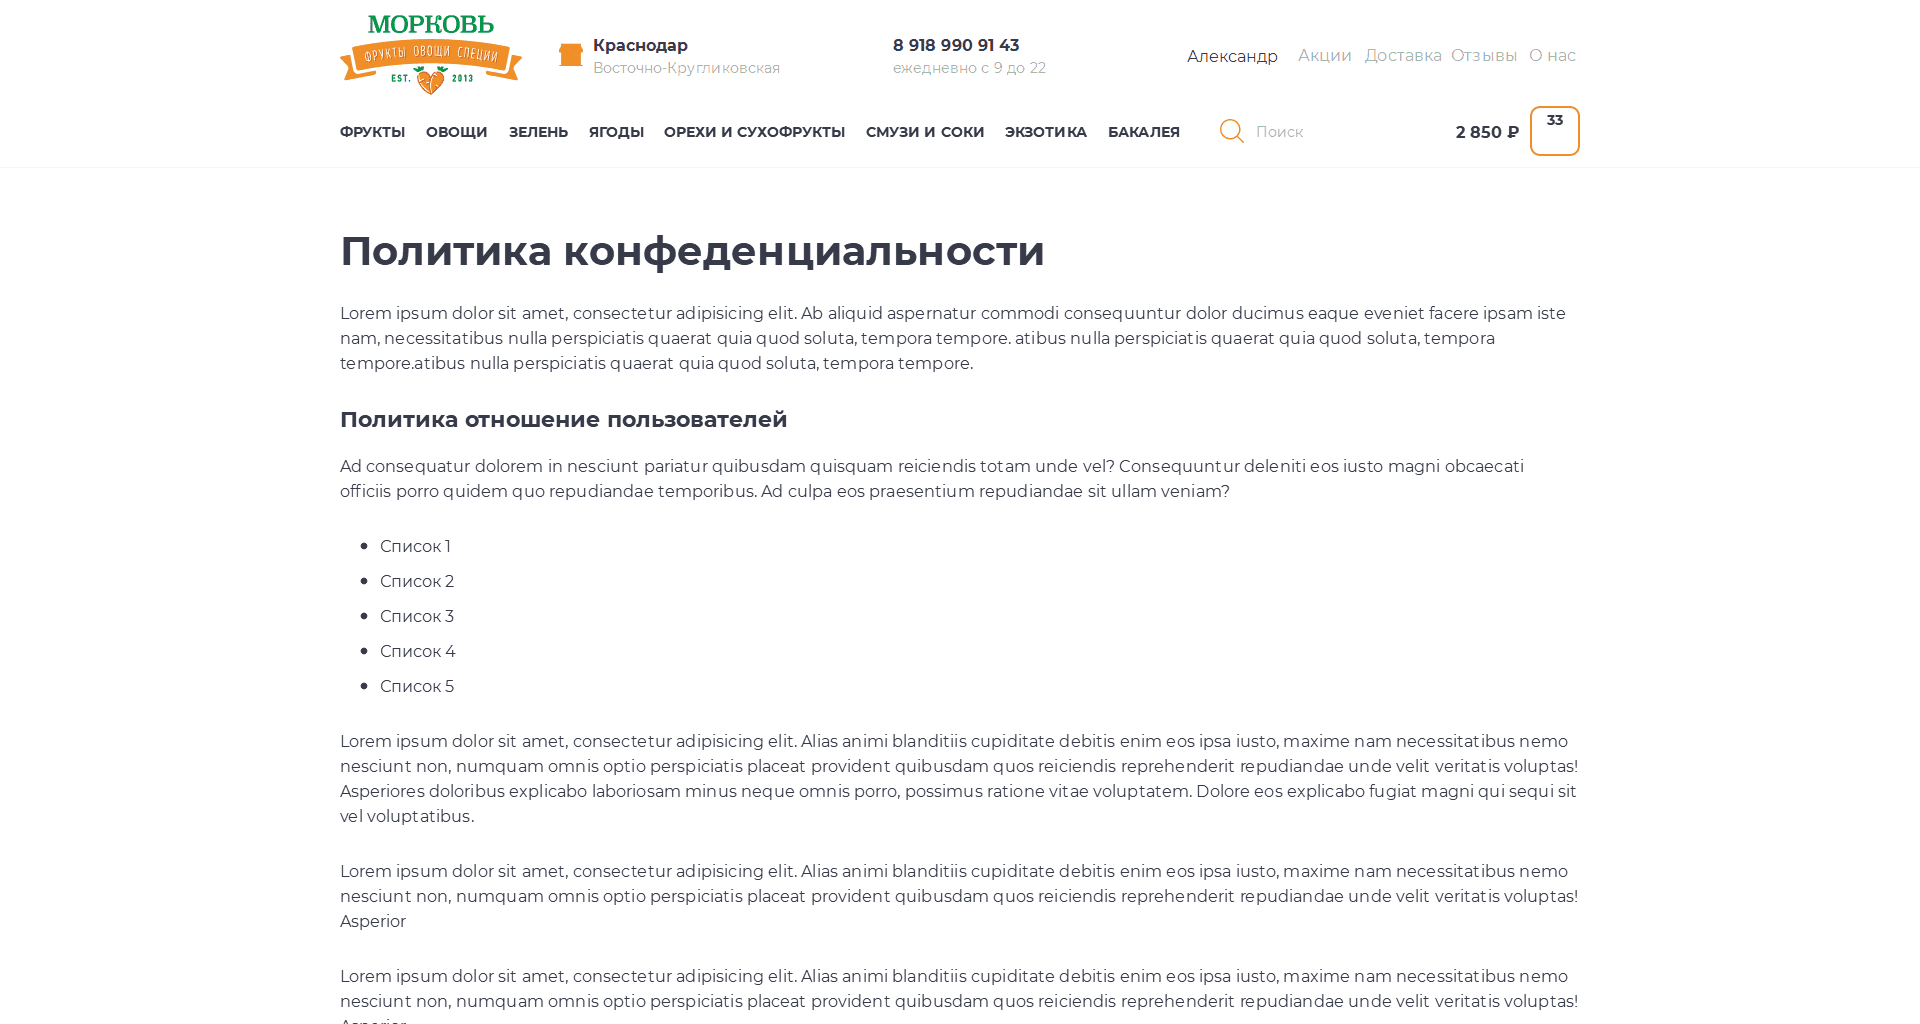 МОРКОВЬ
ФРУКТЫ ОВОЩИ СПЕЦИИ
EST. 2013
Краснодар
Восточно-Кругликовская
8 918 990 91 43
ежедневно с 9 до 22
Александр Акции Доставка Отзывы О нас
ФРУКТЫ ОВОЩИ ЗЕЛЕНЬ ЯГОДЫ ОРЕХИ И СУХОФРУКТЫ СМУЗИ И СОКИ ЭКЗОТИКА БАКАЛЕЯ Поиск 2 850 ₽ 33
Политика конфеденциальности
Lorem ipsum dolor sit amet, consectetur adipisicing elit. Ab aliquid aspernatur commodi consequuntur dolor ducimus eaque eveniet facere ipsam iste
nam, necessitatibus nulla perspiciatis quaerat quia quod soluta, tempora tempore. atibus nulla perspiciatis quaerat quia quod soluta, tempora
tempore.atibus nulla perspiciatis quaerat quia quod soluta, tempora tempore.
Политика отношение пользователей
Ad consequatur dolorem in nesciunt pariatur quibusdam quisquam reiciendis totam unde vel? Consequuntur deleniti eos iusto magni obcaecati
officiis porro quidem quo repudiandae temporibus. Ad culpa eos praesentium repudiandae sit ullam veniam?
• Список 1
• Список 2
• Список 3
• Список 4
• Список 5
Lorem ipsum dolor sit amet, consectetur adipisicing elit. Alias animi blanditiis cupiditate debitis enim eos ipsa iusto, maxime nam necessitatibus nemo
nesciunt non, numquam omnis optio perspiciatis placeat provident quibusdam quos reiciendis reprehenderit repudiandae unde velit veritatis voluptas!
Asperiores doloribus explicabo laboriosam minus neque omnis porro, possimus ratione vitae voluptatem. Dolore eos explicabo fugiat magni qui sequi sit
vel voluptatibus.
Lorem ipsum dolor sit amet, consectetur adipisicing elit. Alias animi blanditiis cupiditate debitis enim eos ipsa iusto, maxime nam necessitatibus nemo
nesciunt non, numquam omnis optio perspiciatis placeat provident quibusdam quos reiciendis reprehenderit repudiandae unde velit veritatis voluptas!
Asperior
Lorem ipsum dolor sit amet, consectetur adipisicing elit. Alias animi blanditiis cupiditate debitis enim eos ipsa iusto, maxime nam necessitatibus nemo
nesciunt non, numquam omnis optio perspiciatis placeat provident quibusdam quos reiciendis reprehenderit repudiandae unde velit veritatis voluptas!